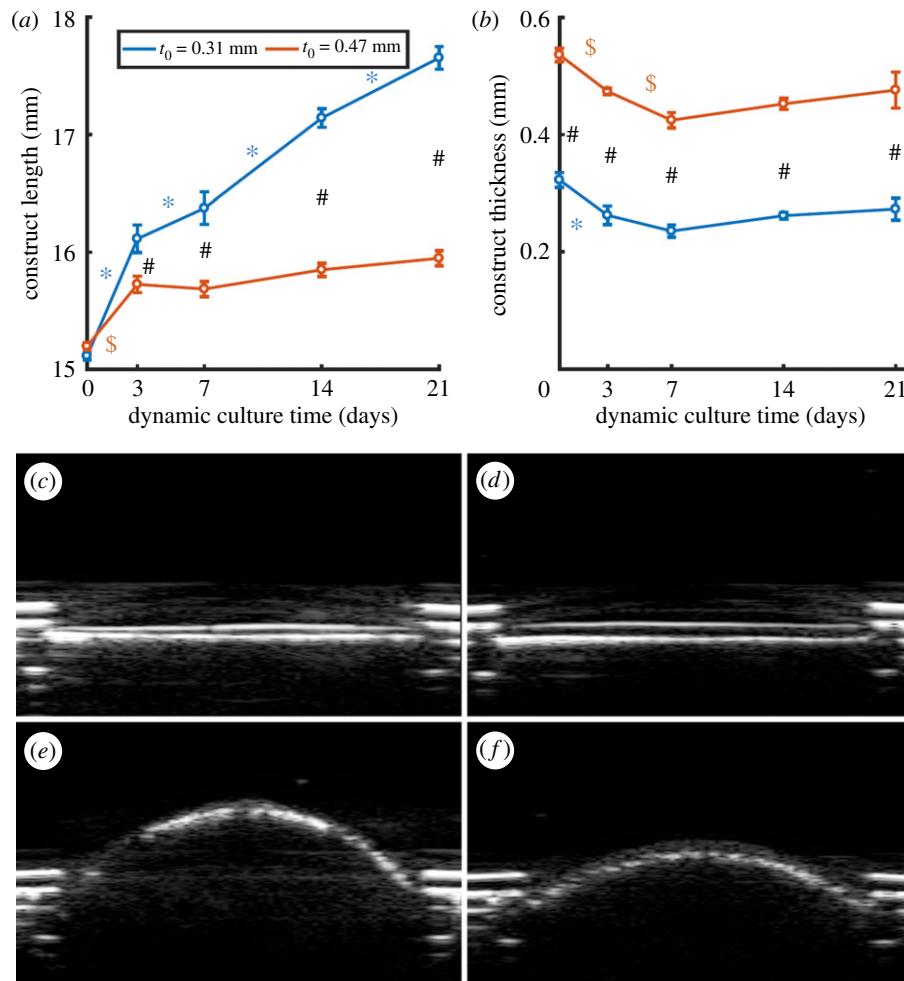 (a)
18
t0 = 0.31 mm
t0 = 0.47 mm
17
16
15
construct length (mm)
* * * *
# # # #
$
0 3 7 14 21
dynamic culture time (days)
(b)
0.6
0.4
0.2
0
construct thickness (mm)
$ $
# # # # #
*
3 7 14 21
dynamic culture time (days)
(c)
(d)
(e)
(f)